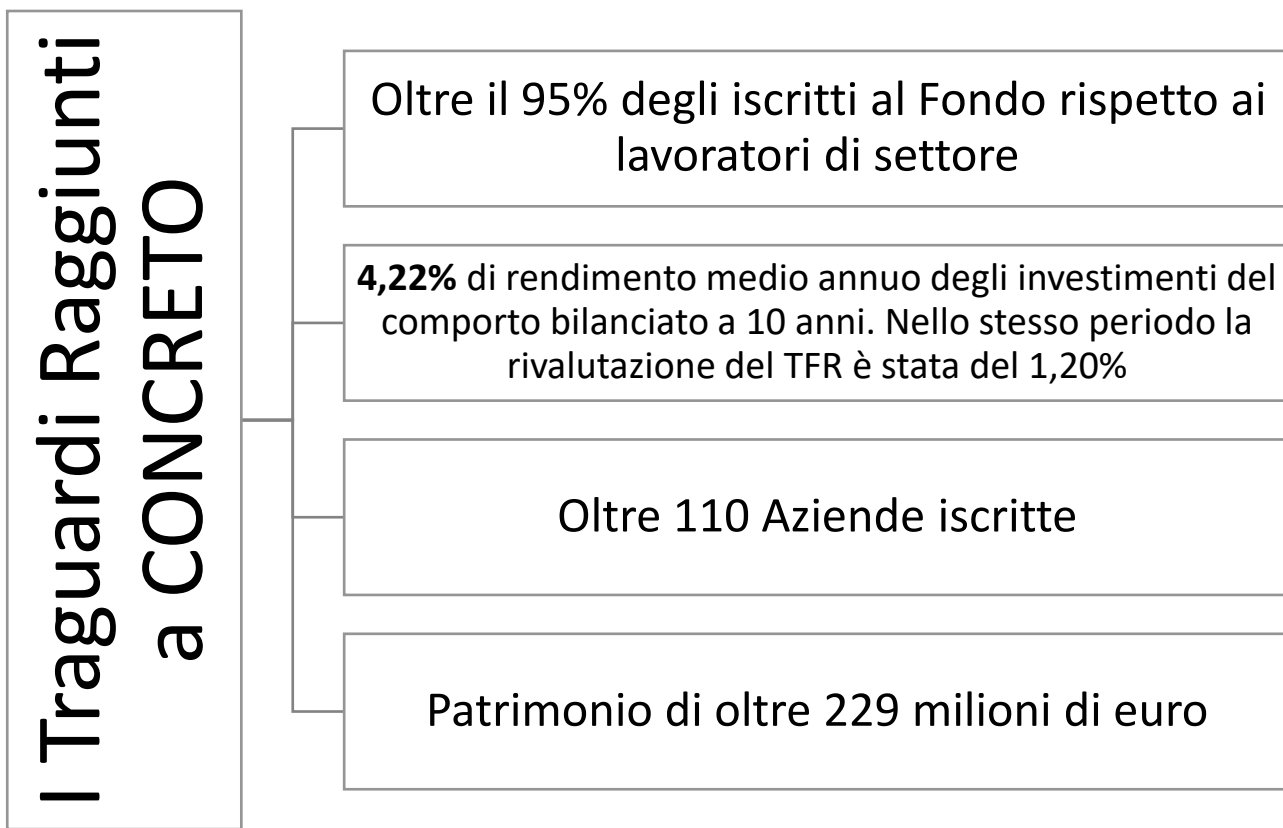 I Traguardi Raggiunti
a CONCRETO
Oltre il 95% degli iscritti al Fondo rispetto ai
lavoratori di settore
4,22% di rendimento medio annuo degli investimenti del
comporto bilanciato a 10 anni. Nello stesso periodo la
rivalutazione del TFR è stata del 1,20%
Oltre 110 Aziende iscritte
Patrimonio di oltre 229 milioni di euro